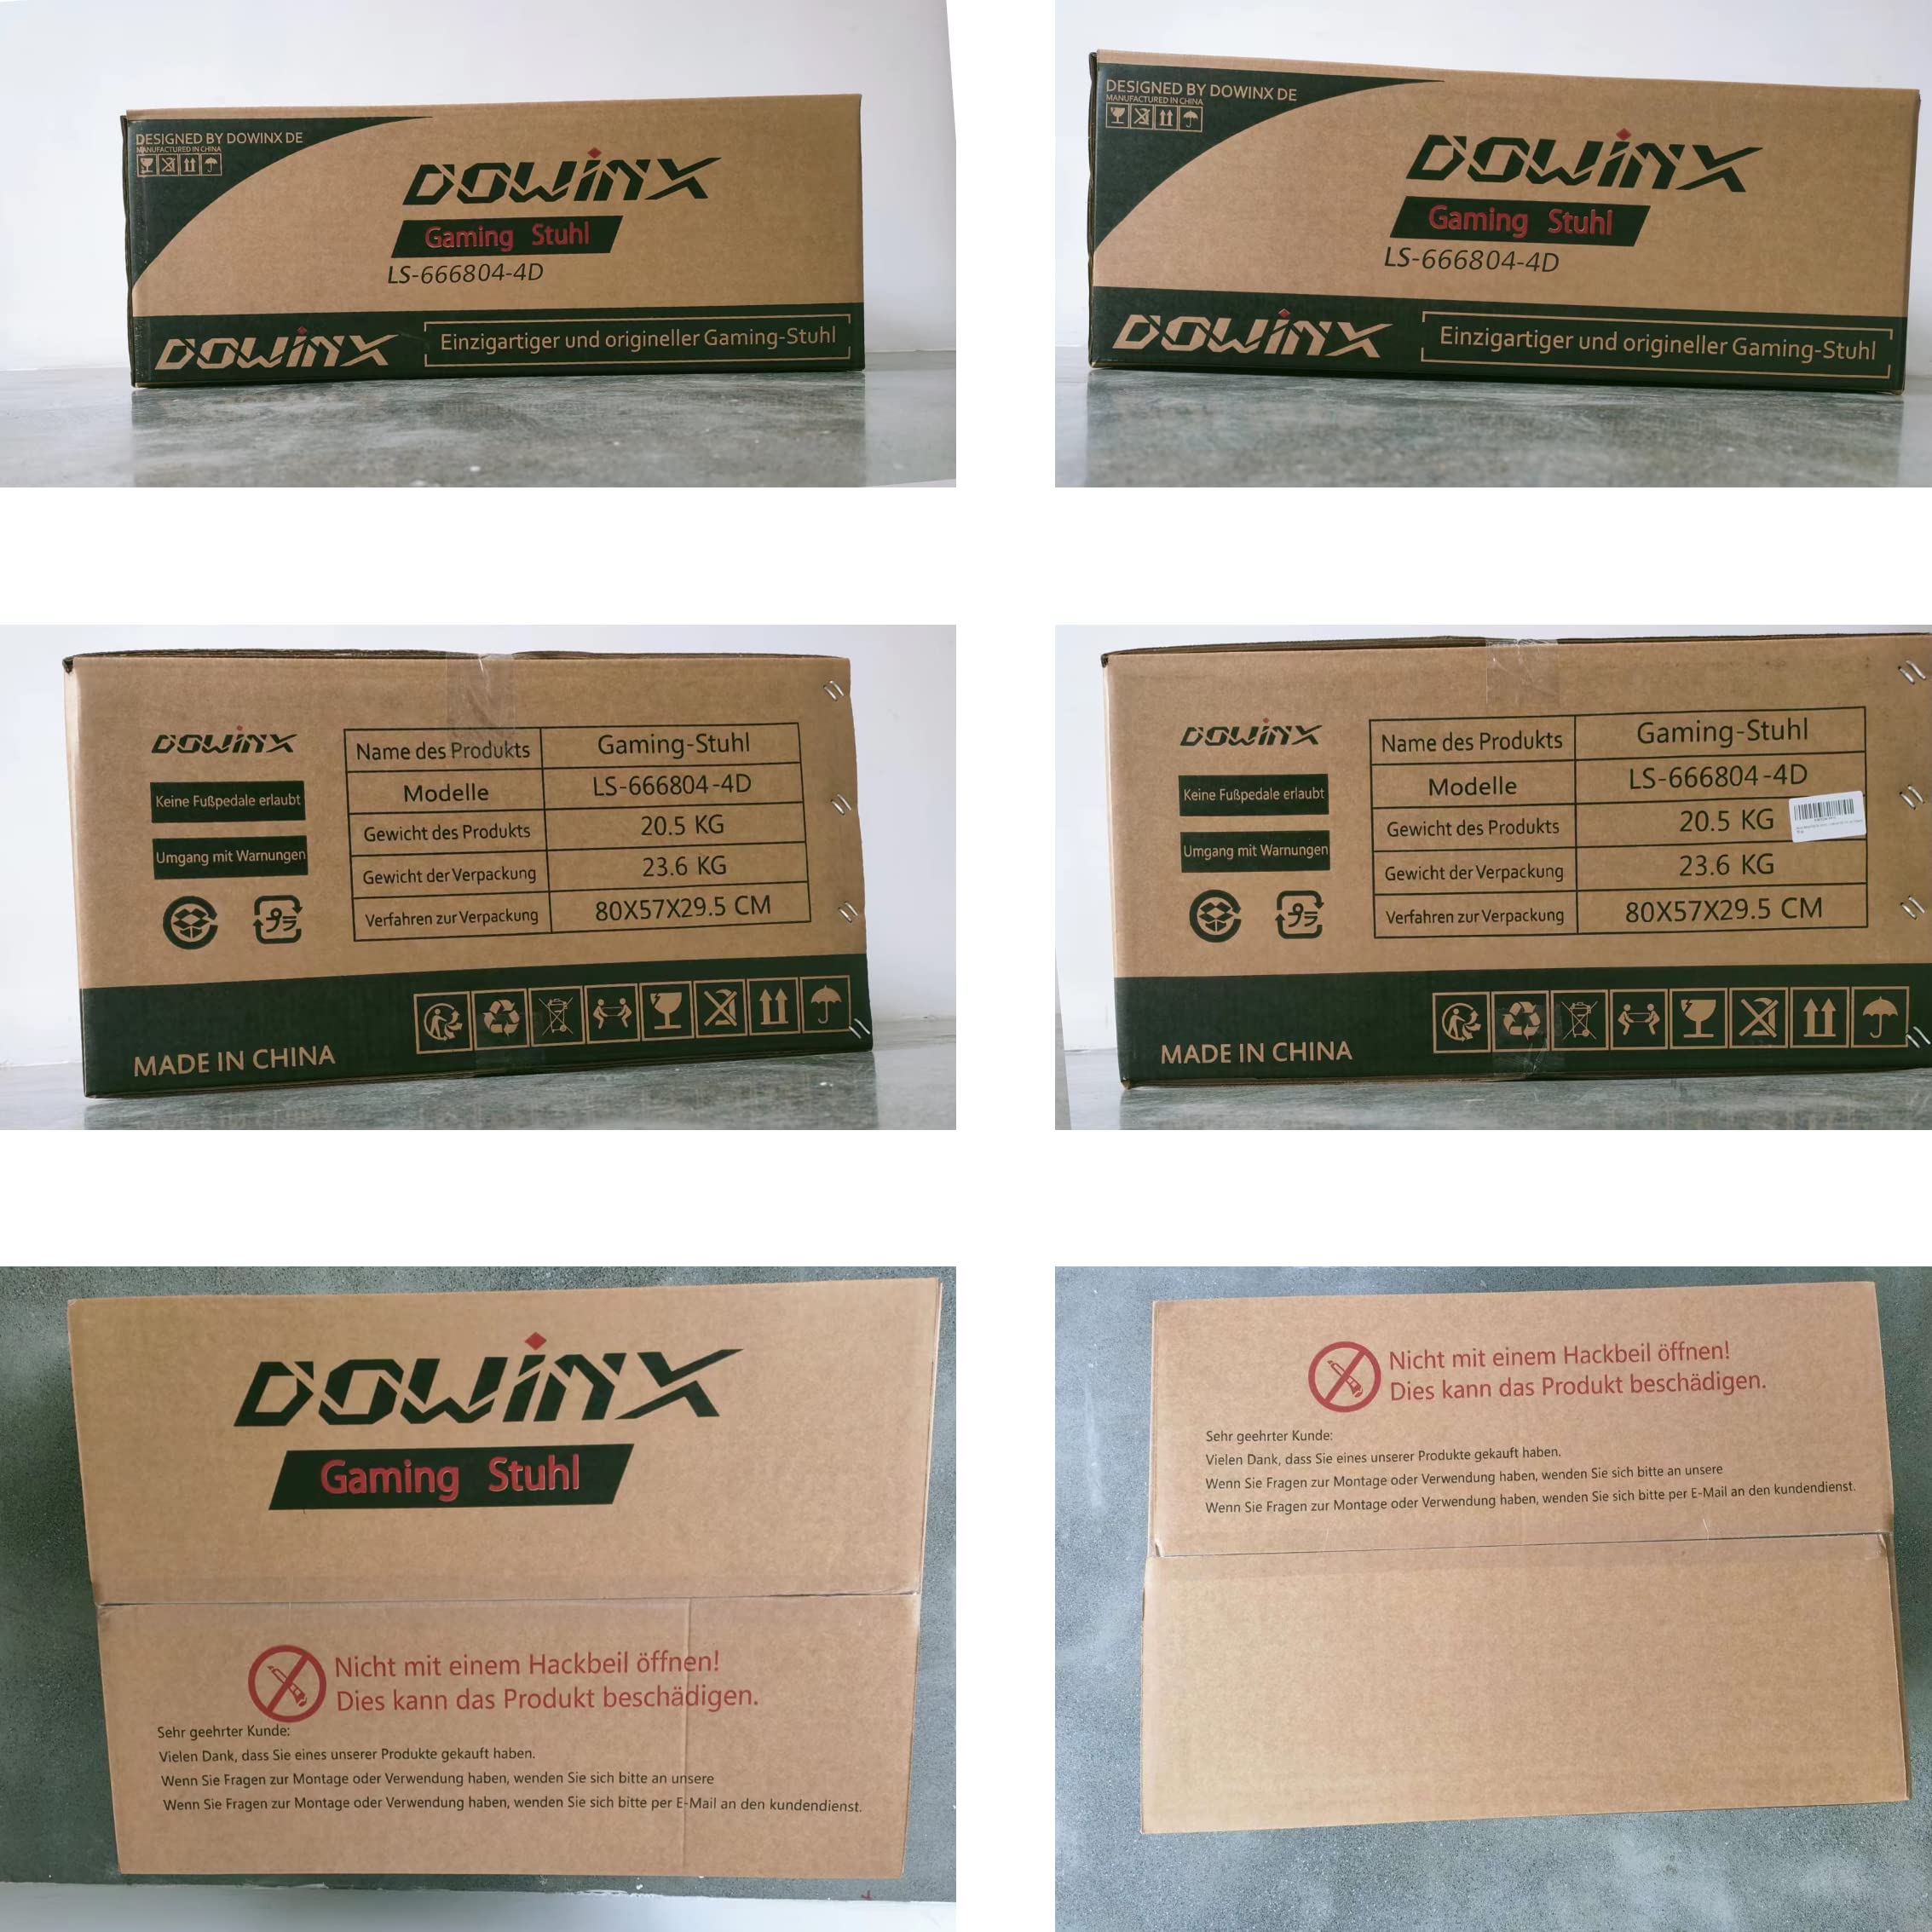 DESIGNED BY DOWINX DE
MANUFACTURED IN CHINA
DOWINX
Gaming Stuhl
LS-666804-4D
DOWINX
Einzigartiger und origineller Gaming-Stuhl
DESIGNED BY DOWINX DE
MANUFACTURED IN CHINA
DOWINX
Gaming Stuhl
LS-666804-4D
DOWINX
Einzigartiger und origineller Gaming-Stuhl
DOWINX
Keine Fußpedale erlaubt
Umgang mit Warnungen
Name des Produkts Gaming-Stuhl
Modelle LS-666804-4D
Gewicht des Produkts 20.5 KG
Gewicht der Verpackung 23.6 KG
Verfahren zur Verpackung 80X57X29.5 CM
MADE IN CHINA
DOWINX
Keine Fußpedale erlaubt
Umgang mit Warnungen
Name des Produkts Gaming-Stuhl
Modelle LS-666804-4D
Gewicht des Produkts 20.5 KG
Gewicht der Verpackung 23.6 KG
Verfahren zur Verpackung 80X57X29.5 CM
MADE IN CHINA
DOWINX
Gaming Stuhl
Nicht mit einem Hackbeil öffnen!
Dies kann das Produkt beschädigen.
Sehr geehrter Kunde:
Vielen Dank, dass Sie eines unserer Produkte gekauft haben.
Wenn Sie Fragen zur Montage oder Verwendung haben, wenden Sie sich bitte an unsere
Wenn Sie Fragen zur Montage oder Verwendung haben, wenden Sie sich bitte per E-Mail an den kundendienst.
Nicht mit einem Hackbeil öffnen!
Dies kann das Produkt beschädigen.
Sehr geehrter Kunde:
Vielen Dank, dass Sie eines unserer Produkte gekauft haben.
Wenn Sie Fragen zur Montage oder Verwendung haben, wenden Sie sich bitte an unsere
Wenn Sie Fragen zur Montage oder Verwendung haben, wenden Sie sich bitte per E-Mail an den kundendienst.